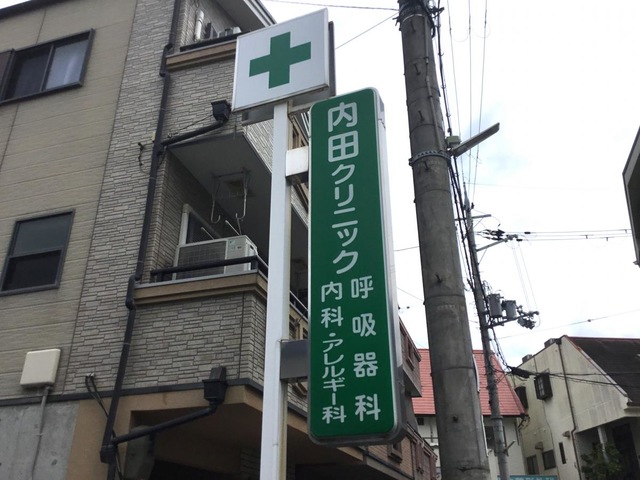 内田クリニック
呼吸器科
内科・アレルギー科